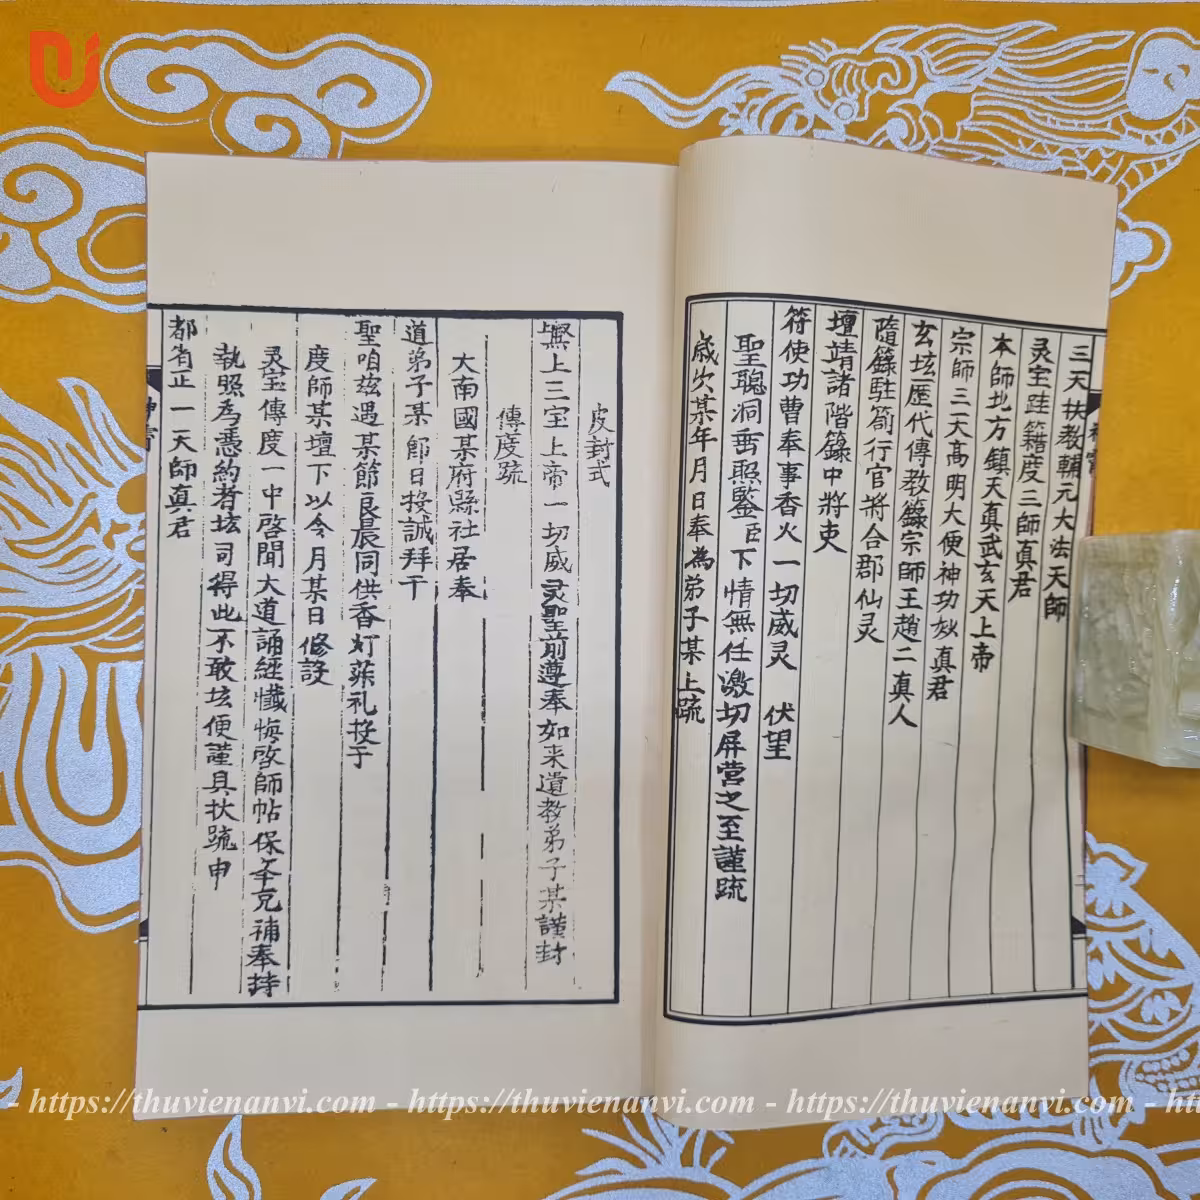 三天扶教輔元大法天師
灵宝䟢籍度三師真君
本師北方鎮天真武玄天上帝
宗師三天高明大便神功妙真君
玄坛歷代傳教籙宗師王趙二真人
隨籙駐箚行官將合郡仙灵
壇靖諸階籙中將吏
符使功曹奉事香火一切威灵 伏望
聖聰洞垂照鑒臣下情無任激切屏营之至謹疏
歲次某年月日奉為弟子某上疏
皮封式
無上三宝上帝一切威灵聖前遵奉如来遺教弟子某謹封
傳度疏
大南國某府縣社居奉
道弟子某節日投誠拜干
聖咱兹遇某節良晨同供香灯菜礼投于
度師某壇下以今月某日修設
灵宝傳度一中啓聞大道誦經懺悔啓師帖保年充補奉持
執照為憑約者坛司得此不敢坛便謹具扶疏申
都省正一天師真君
- https://thuvienanvi.com - https://thuvienanvi.com - https://thuvienanvi.com - htt